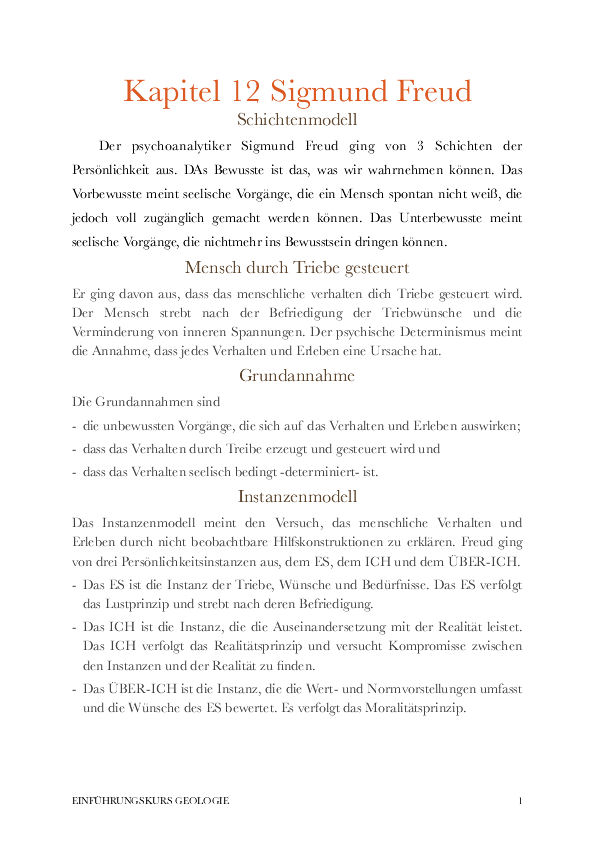 Kapitel 12 Sigmund Freud
Schichtenmodell
Der psychoanalytiker Sigmund Freud ging von 3 Schichten der
Persönlichkeit aus. DAs Bewusste ist das, was wir wahrnehmen können. Das
Vorbewusste meint seelische Vorgänge, die ein Mensch spontan nicht weiß, die
jedoch voll zugänglich gemacht werden können. Das Unterbewusste meint
seelische Vorgänge, die nichtmehr ins Bewusstsein dringen können.
Mensch durch Triebe gesteuert
Er ging davon aus, dass das menschliche verhalten dich Triebe gesteuert wird.
Der Mensch strebt nach der Befriedigung der Triebwünsche und die
Verminderung von inneren Spannungen. Der psychische Determinismus meint
die Annahme, dass jedes Verhalten und Erleben eine Ursache hat.
Grundannahme
Die Grundannahmen sind
- die unbewussten Vorgänge, die sich auf das Verhalten und Erleben auswirken;
- dass das Verhalten durch Treibe erzeugt und gesteuert wird und
- dass das Verhalten seelisch bedingt -determiniert- ist.
Instanzenmodell
Das Instanzenmodell meint den Versuch, das menschliche Verhalten und
Erleben durch nicht beobachtbare Hilfskonstruktionen zu erklären. Freud ging
von drei Persönlichkeitsinstanzen aus, dem ES, dem ICH und dem ÜBER-ICH.
- Das ES ist die Instanz der Triebe, Wünsche und Bedürfnisse. Das ES verfolgt
das Lustprinzip und strebt nach deren Befriedigung.
- Das ICH ist die Instanz, die die Auseinandersetzung mit der Realität leistet.
Das ICH verfolgt das Realitätsprinzip und versucht Kompromisse zwischen
den Instanzen und der Realität zu finden.
- Das ÜBER-ICH ist die Instanz, die die Wert- und Normvorstellungen umfasst
und die Wünsche des ES bewertet. Es verfolgt das Moralitätsprinzip.
EINFÜHRUNGSKURS GEOLOGIE 1